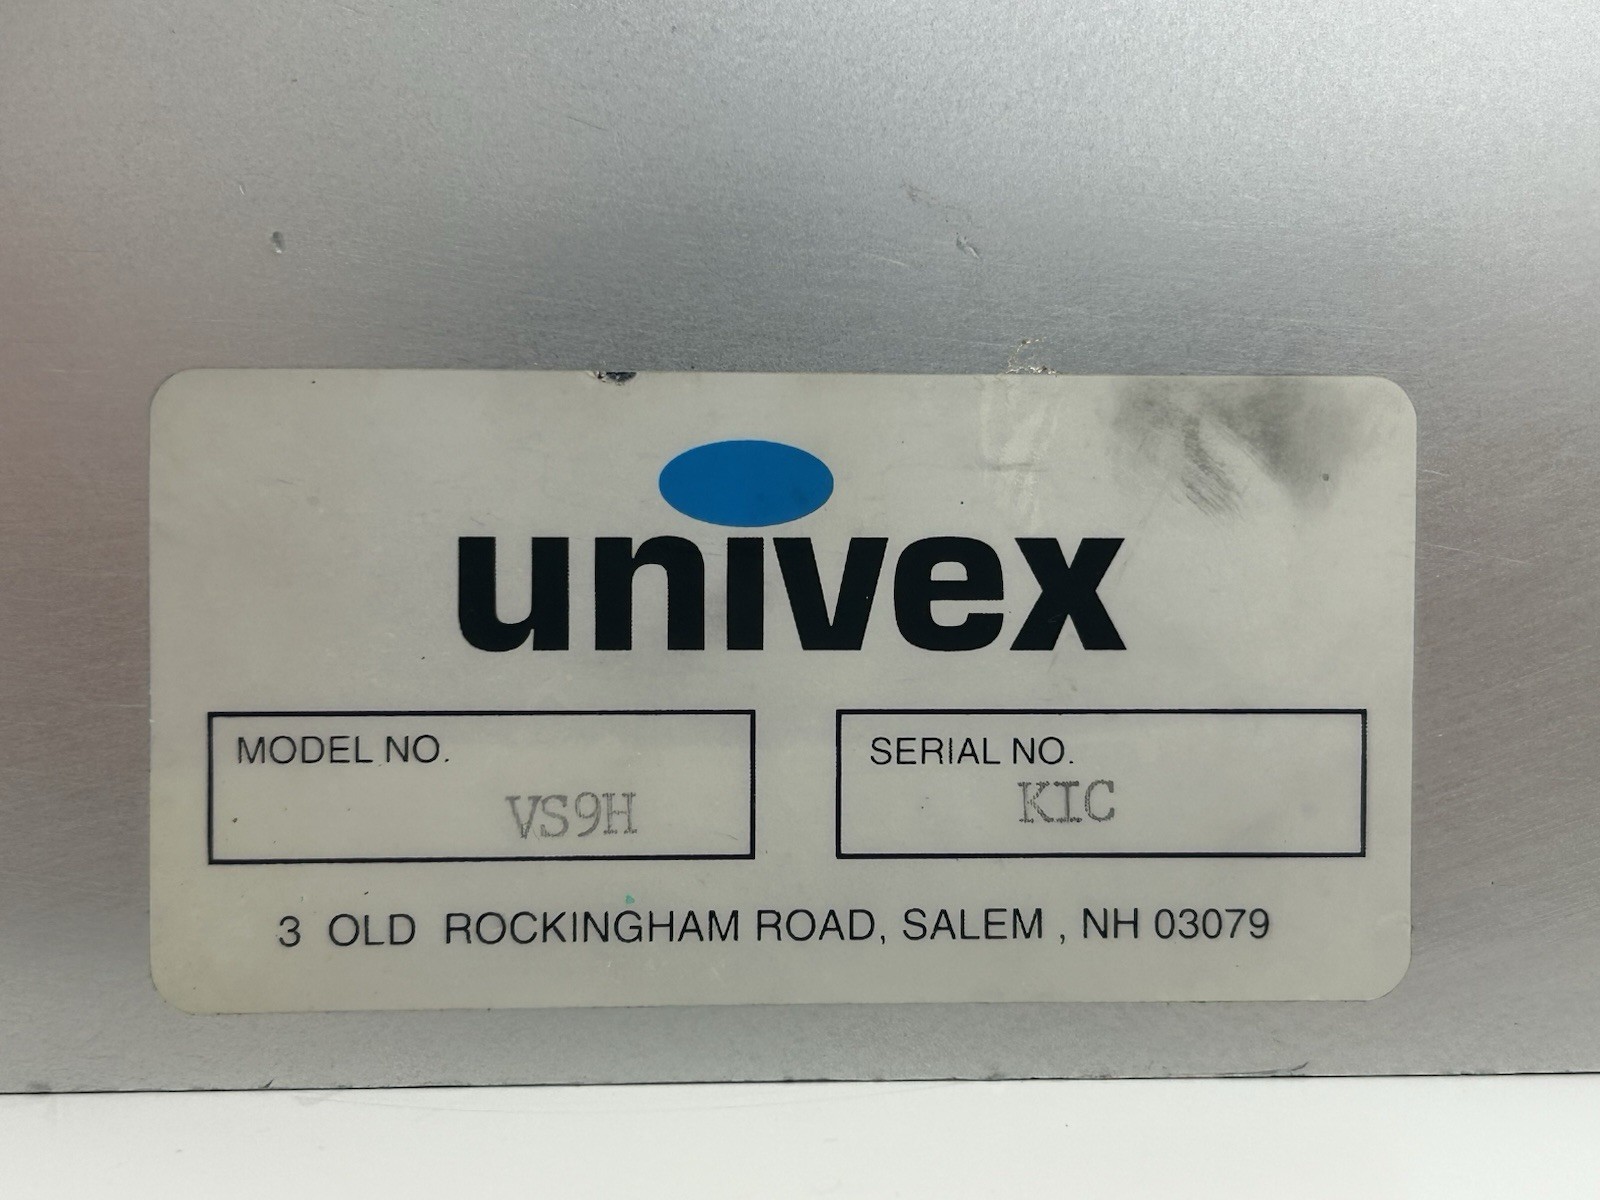 univex
MODEL NO.
VS9H
SERIAL NO.
KIC
3 OLD ROCKINGHAM ROAD, SALEM , NH 03079